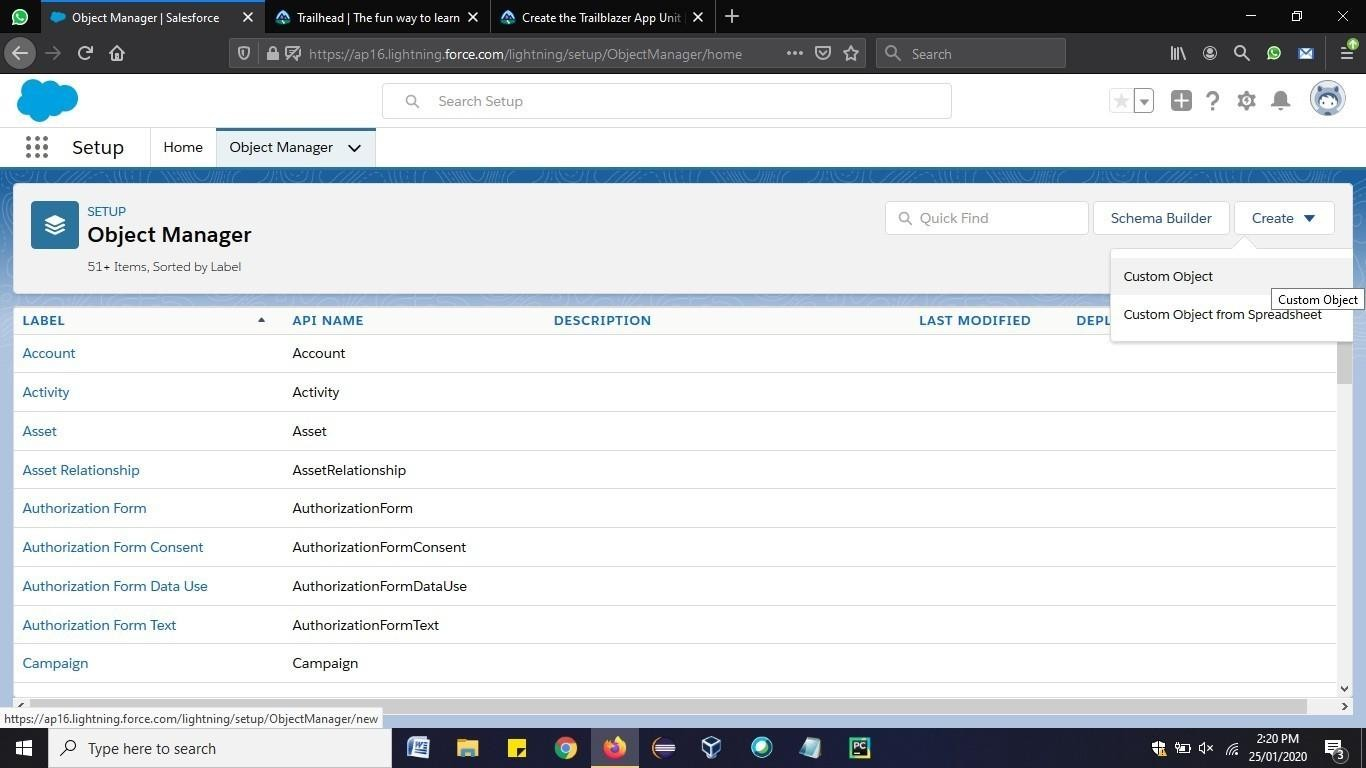 Object Manager | Salesforce
Trailhead | The fun way to learn
Create the Trailblazer App Unit
https://ap16.lightning.force.com/lightning/setup/ObjectManager/home
Search
Search Setup
Setup
Home
Object Manager
SETUP
Object Manager
51+ Items, Sorted by Label
Quick Find
Schema Builder
Create
Custom Object
Custom Object
Custom Object from Spreadsheet
LABEL API NAME DESCRIPTION LAST MODIFIED DEPL
Account Account
Activity Activity
Asset Asset
Asset Relationship AssetRelationship
Authorization Form AuthorizationForm
Authorization Form Consent AuthorizationFormConsent
Authorization Form Data Use AuthorizationFormDataUse
Authorization Form Text AuthorizationFormText
Campaign Campaign
https://ap16.lightning.force.com/lightning/setup/ObjectManager/new
Type here to search
PC
2:20 PM
25/01/2020
3